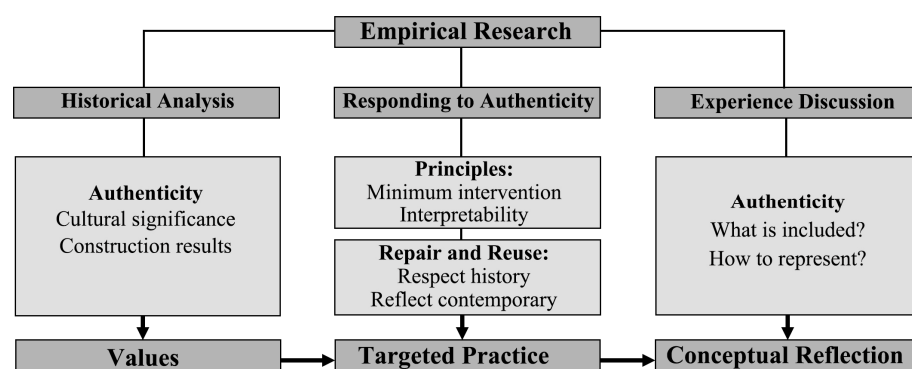 Empirical Research
Historical Analysis
Responding to Authenticity
Experience Discussion
Authenticity
Cultural significance
Construction results
Principles:
Minimum intervention
Interpretability
Repair and Reuse:
Respect history
Reflect contemporary
Authenticity
What is included?
How to represent?
Values
Targeted Practice
Conceptual Reflection